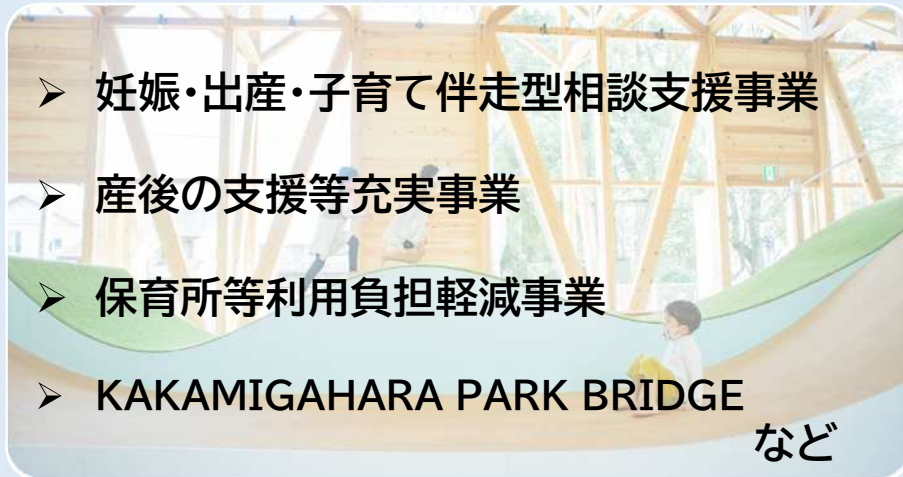 ➢ 妊娠・出産・子育て伴走型相談支援事業
➢ 産後の支援等充実事業
➢ 保育所等利用負担軽減事業
➢ KAKAMIGAHARA PARK BRIDGE
など